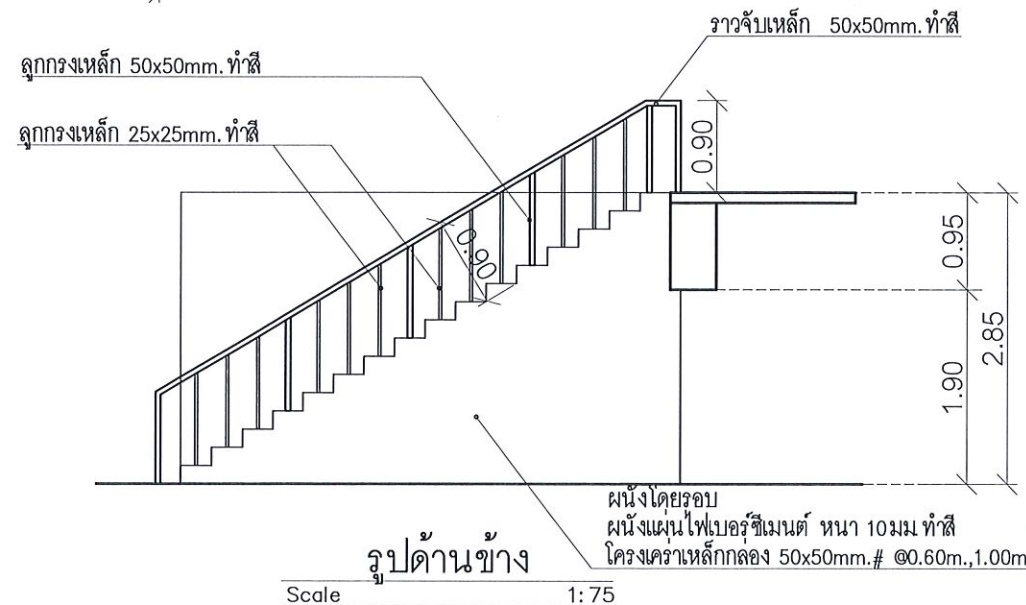 ราวจับเหล็ก 50x50mm.ทำสี
ลูกกรงเหล็ก 50x50mm.ทำสี
ลูกกรงเหล็ก 25x25mm.ทำสี
0.90
0.90
0.95
2.85
1.90
ผนังโดยรอบ
ผนังแผ่นไฟเบอร์ซีเมนต์ หนา 10มม.ทำสี
โครงเคร่าเหล็กกล่อง 50x50mm.# @0.60m.,1.00m
รูปด้านข้าง
Scale 1:75